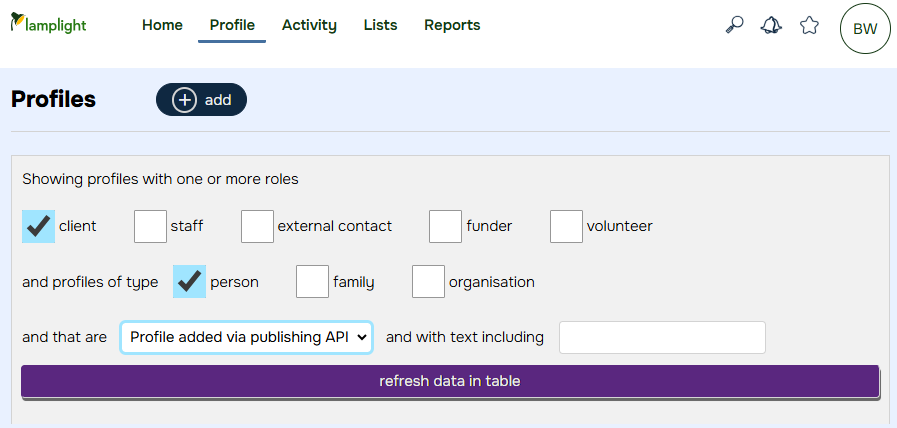 lamplight Home Profile Activity Lists Reports BW
Profiles add
Showing profiles with one or more roles
client staff external contact funder volunteer
and profiles of type person family organisation
and that are Profile added via publishing API and with text including
refresh data in table